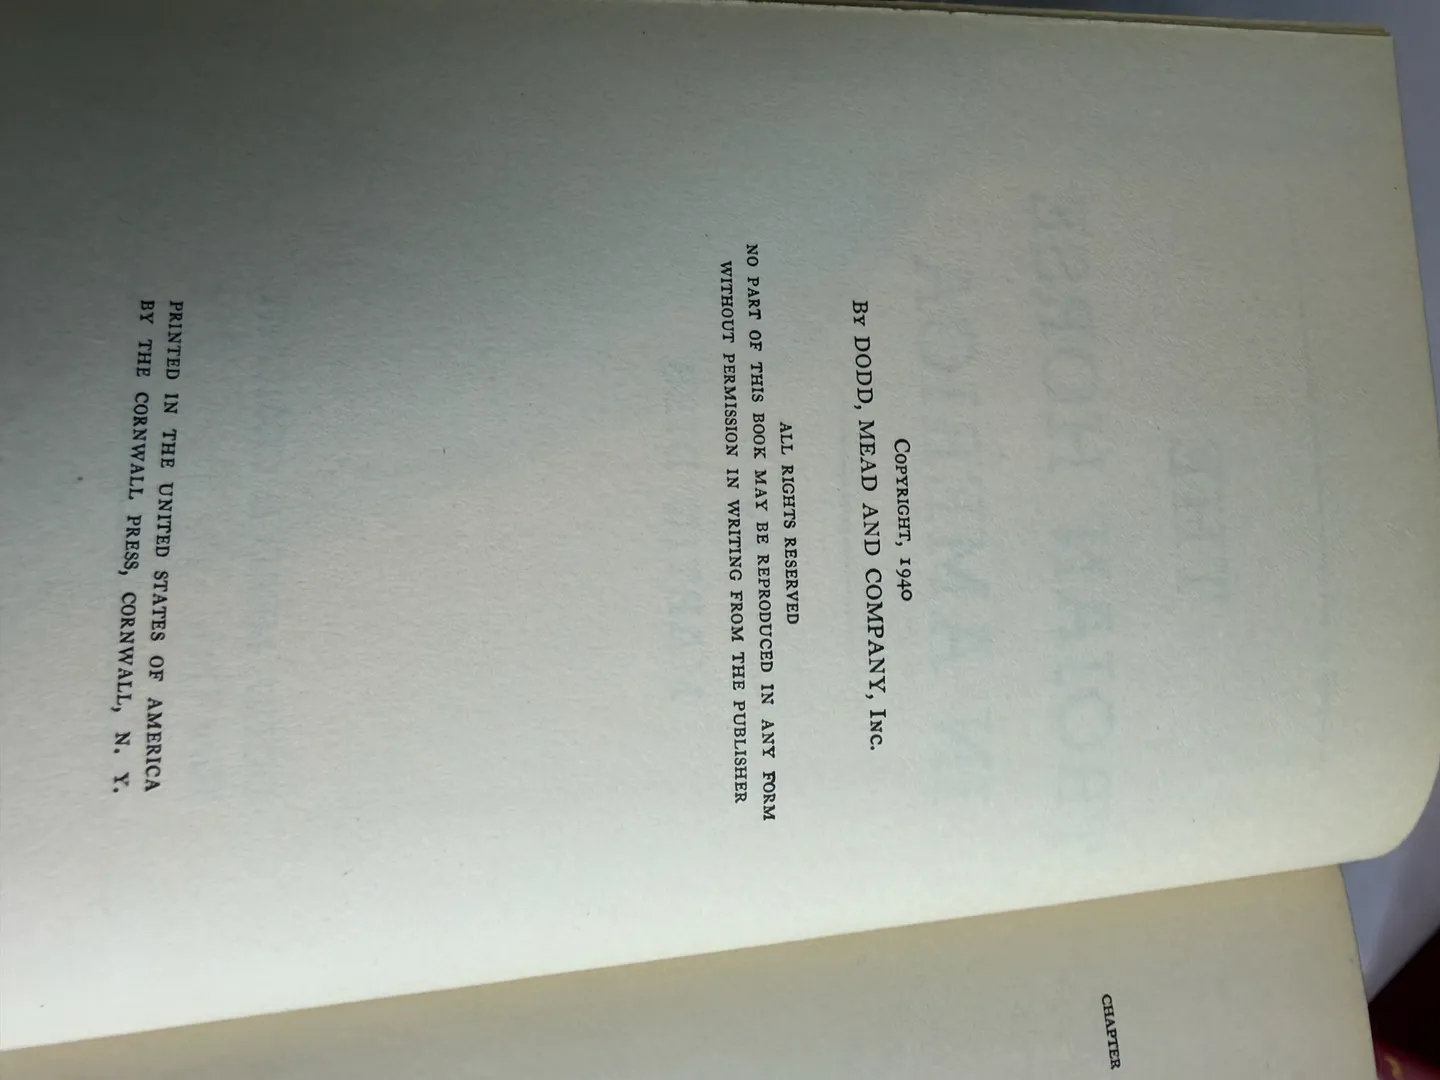 Copyright, 1940
By DODD, MEAD AND COMPANY, Inc.
ALL RIGHTS RESERVED
NO PART OF THIS BOOK MAY BE REPRODUCED IN ANY FORM
WITHOUT PERMISSION IN WRITING FROM THE PUBLISHER
PRINTED IN THE UNITED STATES OF AMERICA
BY THE CORNWALL PRESS, CORNWALL, N. Y.
CHAPTER